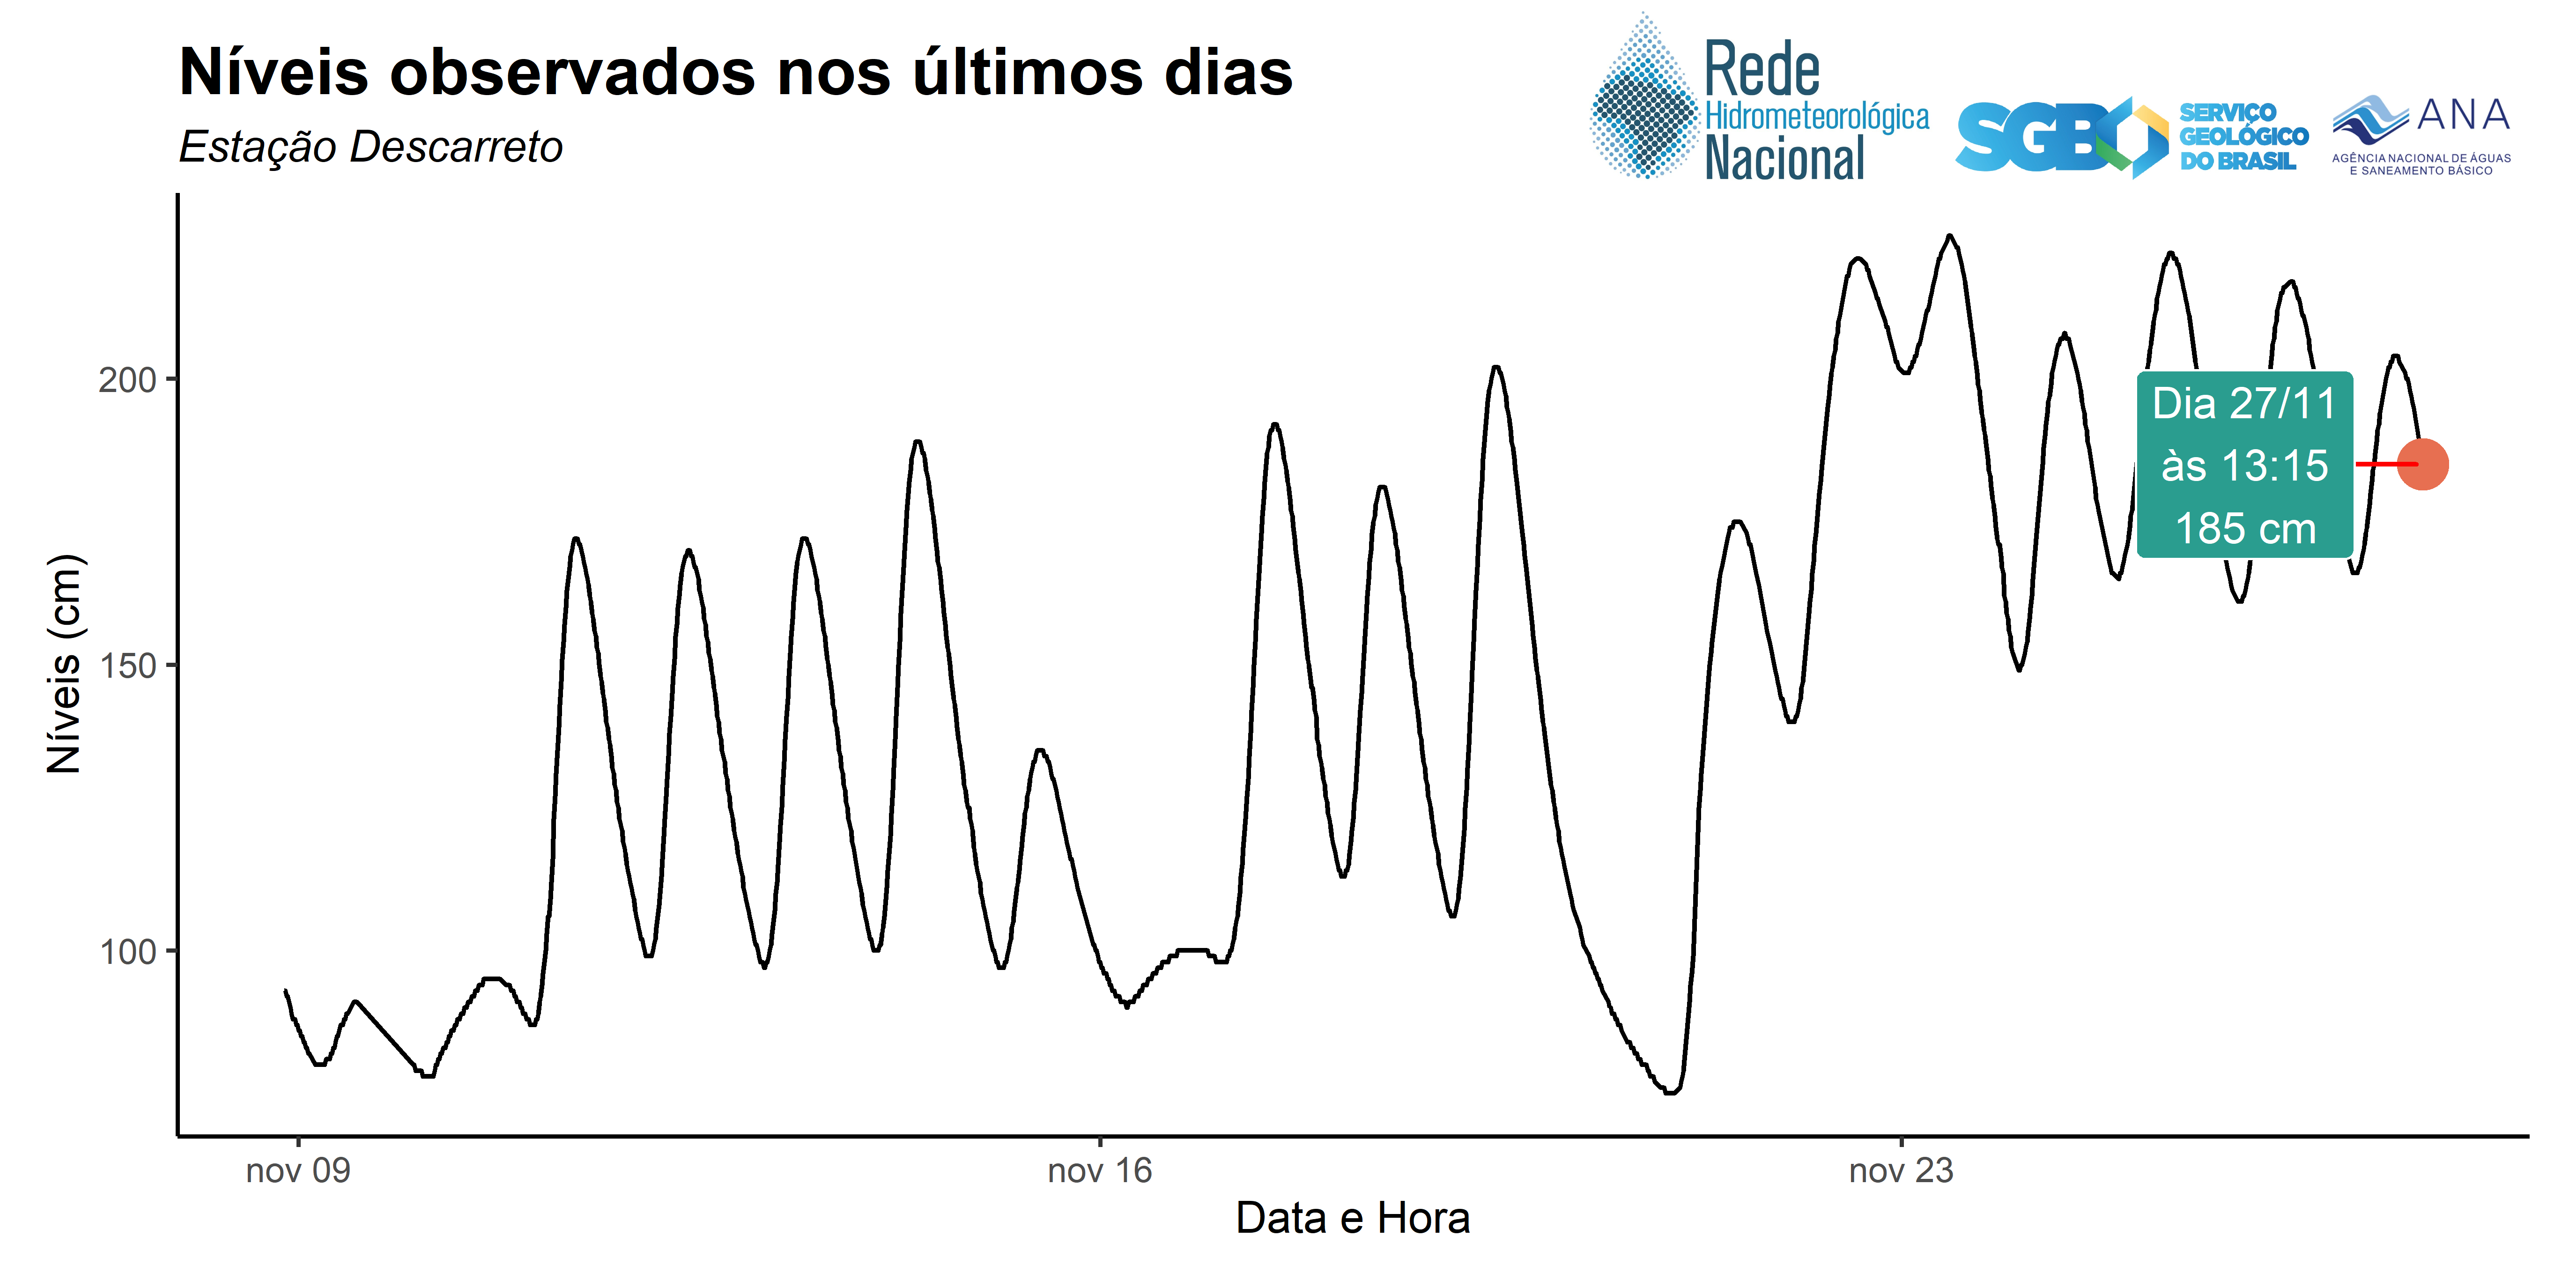 Níveis observados nos últimos dias
Estação Descarreto
Rede
Hidrometeorológica
Nacional
SGB
SERVIÇO
GEOLÓGICO
DO BRASIL
ANA
AGÊNCIA NACIONAL DE ÁGUAS
E SANEAMENTO BÁSICO
Níveis (cm)
200
150
100
Dia 27/11
às 13:15
185 cm
nov 09
nov 16
nov 23
Data e Hora